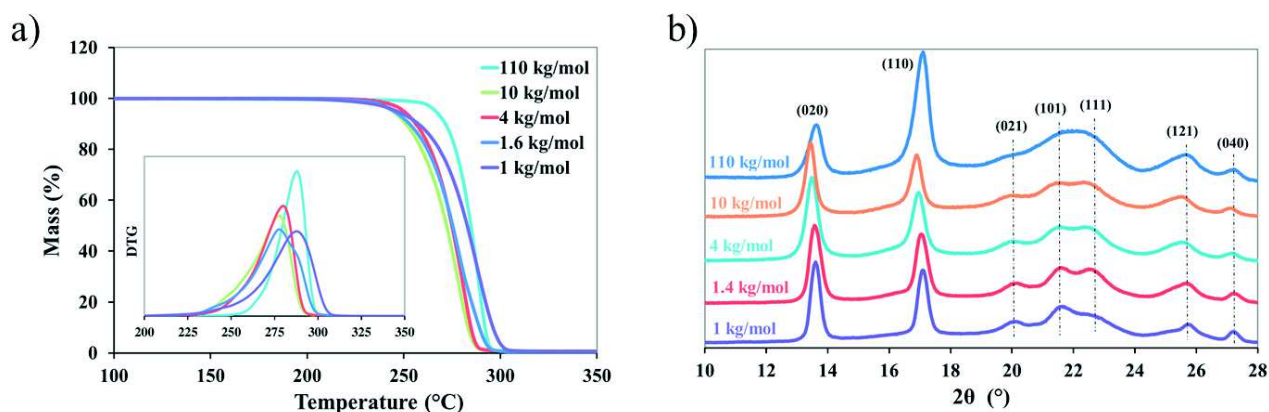 a)
120
100
80
60
40
20
0
Mass (%)
100
150
200
250
300
350
Temperature (°C)
110 kg/mol
10 kg/mol
4 kg/mol
1.6 kg/mol
1 kg/mol
DTG
200
225
250
275
300
325
350
b)
(020)
(110)
(021)
(101)
(111)
(121)
(040)
110 kg/mol
10 kg/mol
4 kg/mol
1.4 kg/mol
1 kg/mol
10
12
14
16
18
20
22
24
26
28
2θ (°)